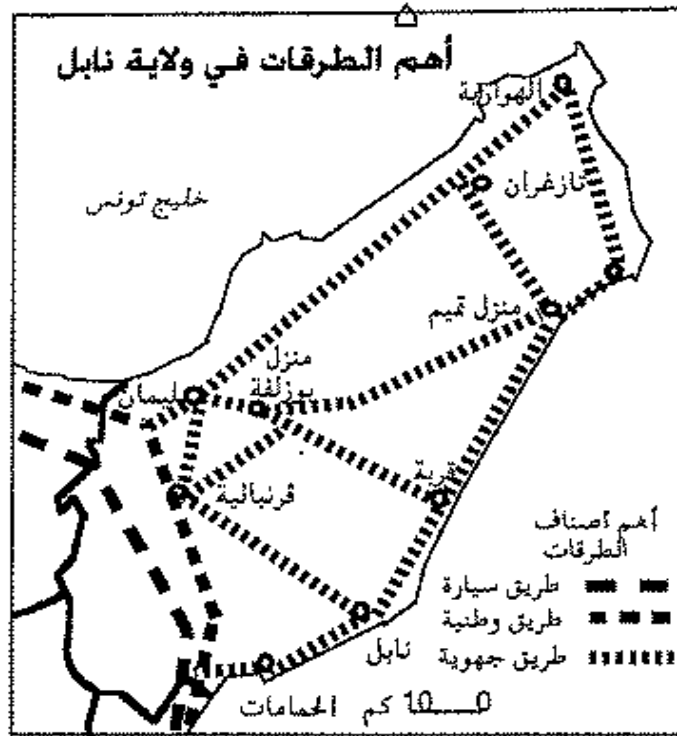 أهم الطرقات في ولاية نابل
الهوارية
تازغران
خليج تونس
منزل تميم
منزل
بوزلفة
سليمان
قربة
قرنبالية
أهم أصناف
الطرقات
طريق سيارة
طريق وطنية
طريق جهوية
نابل
الحمامات
0 10 كم